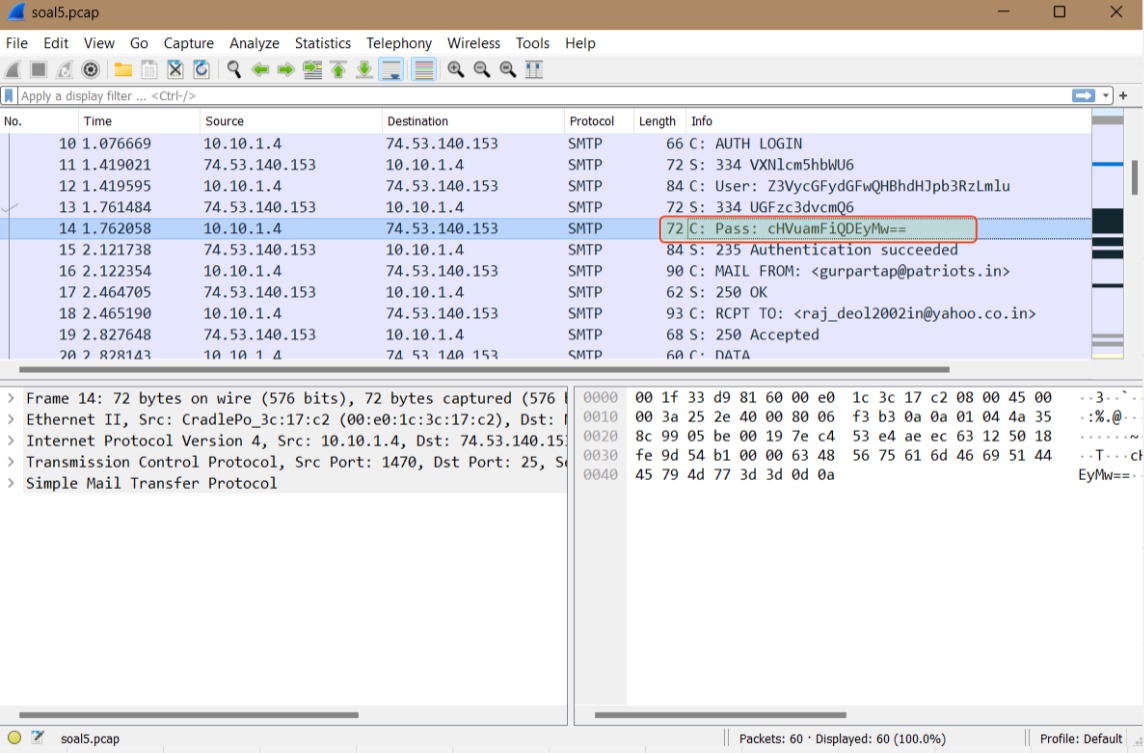 soal5.pcap
File Edit View Go Capture Analyze Statistics Telephony Wireless Tools Help
Apply a display filter ... <Ctrl-/>
No. Time Source Destination Protocol Length Info
10 1.076669 10.10.1.4 74.53.140.153 SMTP 66 C: AUTH LOGIN
11 1.419021 74.53.140.153 10.10.1.4 SMTP 72 S: 334 VXNlcm5hbWU6
12 1.419595 10.10.1.4 74.53.140.153 SMTP 84 C: User: Z3VycGFydGFwQHBhdHJpb3RzLmlu
13 1.761484 74.53.140.153 10.10.1.4 SMTP 72 S: 334 UGFzc3dvcmQ6
14 1.762058 10.10.1.4 74.53.140.153 SMTP 72 C: Pass: cHVuamFiQDEyMw==
15 2.121738 74.53.140.153 10.10.1.4 SMTP 84 S: 235 Authentication succeeded
16 2.122354 10.10.1.4 74.53.140.153 SMTP 90 C: MAIL FROM: <gurpartap@patriots.in>
17 2.464705 74.53.140.153 10.10.1.4 SMTP 62 S: 250 OK
18 2.465190 10.10.1.4 74.53.140.153 SMTP 93 C: RCPT TO: <raj_deol2002in@yahoo.co.in>
19 2.827648 74.53.140.153 10.10.1.4 SMTP 68 S: 250 Accepted
20 2.828143 10.10.1.4 74.53.140.153 SMTP 60 C: DATA
Frame 14: 72 bytes on wire (576 bits), 72 bytes captured (576 b
Ethernet II, Src: CradlePo_3c:17:c2 (00:e0:1c:3c:17:c2), Dst:
Internet Protocol Version 4, Src: 10.10.1.4, Dst: 74.53.140.15
Transmission Control Protocol, Src Port: 1470, Dst Port: 25, Se
Simple Mail Transfer Protocol
0000 00 1f 33 d9 81 60 00 e0 1c 3c 17 c2 08 00 45 00 ··3··`·
0010 00 3a 25 2e 40 00 80 06 f3 b3 0a 0a 01 04 4a 35 ·:%.@··
0020 8c 99 05 be 00 19 7e c4 53 e4 ae ec 63 12 50 18 ······~
0030 fe 9d 54 b1 00 00 63 48 56 75 61 6d 46 69 51 44 ··T···cH
0040 45 79 4d 77 3d 3d 0d 0a EyMw==·
soal5.pcap Packets: 60 · Displayed: 60 (100.0%) Profile: Default